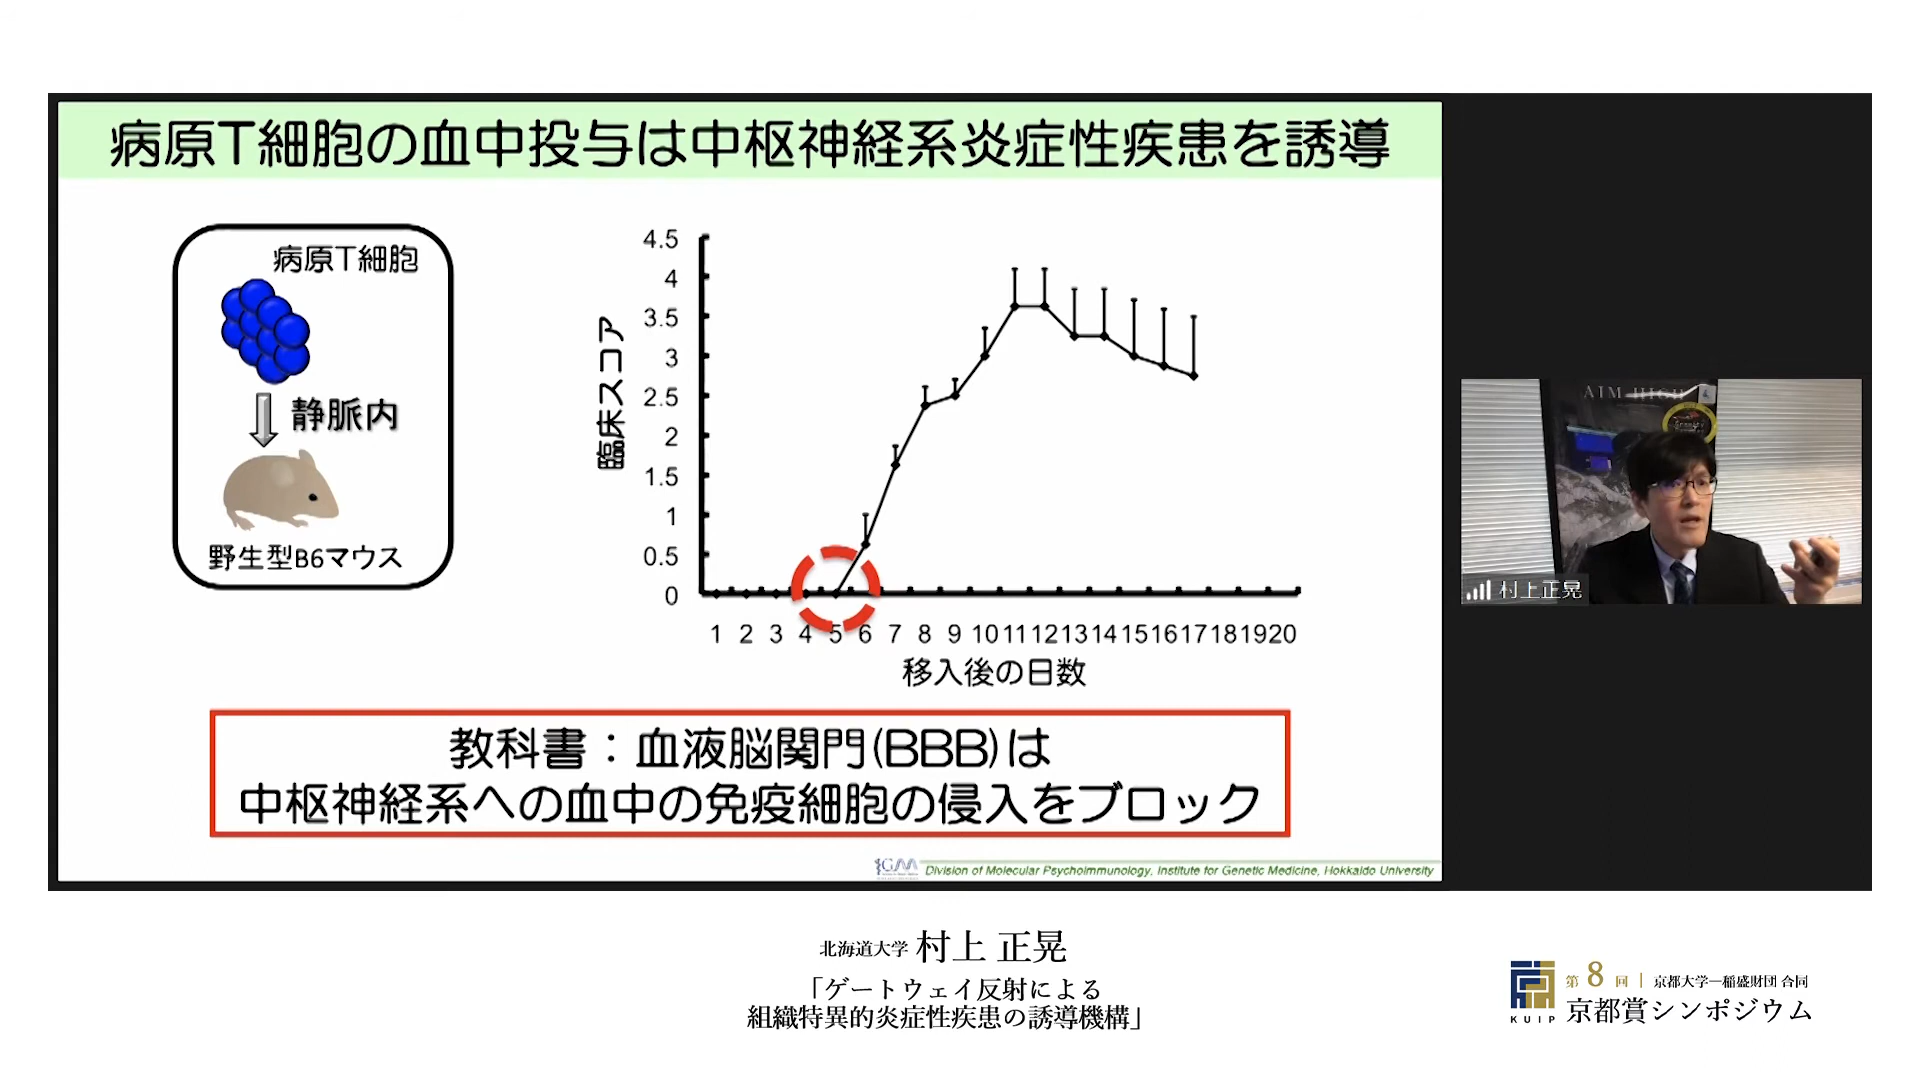 病原T細胞の血中投与は中枢神経系炎症性疾患を誘導
病原T細胞
静脈内
野生型B6マウス
臨床スコア
4.5
4
3.5
3
2.5
2
1.5
1
0.5
0
1 2 3 4 5 6 7 8 9 10 11 12 13 14 15 16 17 18 19 20
移入後の日数
教科書：血液脳関門(BBB)は
中枢神経系への血中の免疫細胞の侵入をブロック
IGM
Division of Molecular Psychoimmunology, Institute for Genetic Medicine, Hokkaido University
AIM HIGH
村上正晃
北海道大学 村上 正晃
「ゲートウェイ反射による
組織特異的炎症性疾患の誘導機構」
KUIP
第8回｜京都大学―稲盛財団 合同
京都賞シンポジウム